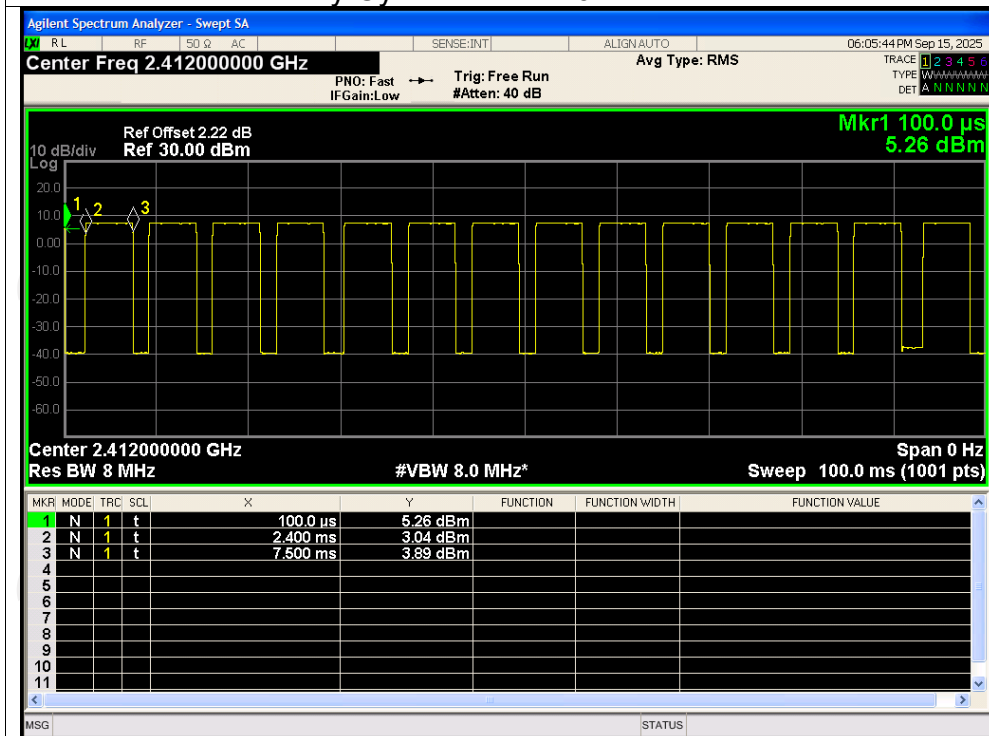 Agilent Spectrum Analyzer - Swept SA
LXI RL RF 50 Ω AC SENSE:INT ALIGN AUTO 06:05:44 PM Sep 15, 2025
Center Freq 2.412000000 GHz Avg Type: RMS TRACE 1 2 3 4 5 6
PNO: Fast Trig: Free Run TYPE
IFGain:Low #Atten: 40 dB DET A N N N N N
Mkr1 100.0 µs
Ref Offset 2.22 dB
10 dB/div Ref 30.00 dBm 5.26 dBm
Log
20.0
1 2 3
10.0
0.00
-10.0
-20.0
-30.0
-40.0
-50.0
-60.0
Center 2.412000000 GHz Span 0 Hz
Res BW 8 MHz #VBW 8.0 MHz* Sweep 100.0 ms (1001 pts)
MKR MODE TRC SCL X Y FUNCTION FUNCTION WIDTH FUNCTION VALUE
1 N 1 t 100.0 µs 5.26 dBm
2 N 1 t 2.400 ms 3.04 dBm
3 N 1 t 7.500 ms 3.89 dBm
4
5
6
7
8
9
10
11
MSG STATUS